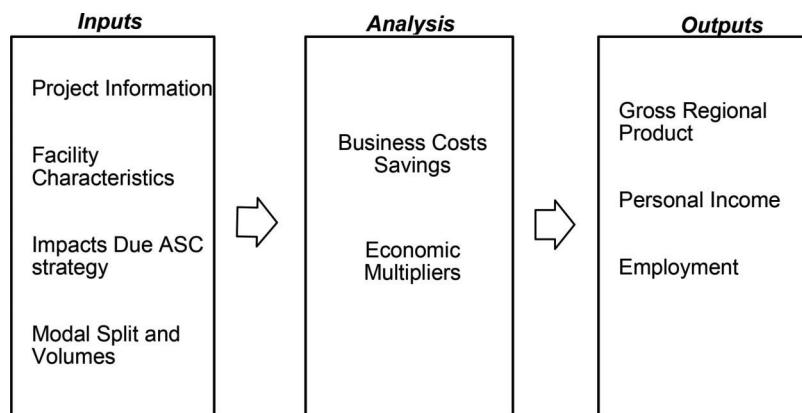 Inputs
Project Information
Facility
Characteristics
Impacts Due ASC
strategy
Modal Split and
Volumes
Analysis
Business Costs
Savings
Economic
Multipliers
Outputs
Gross Regional
Product
Personal Income
Employment